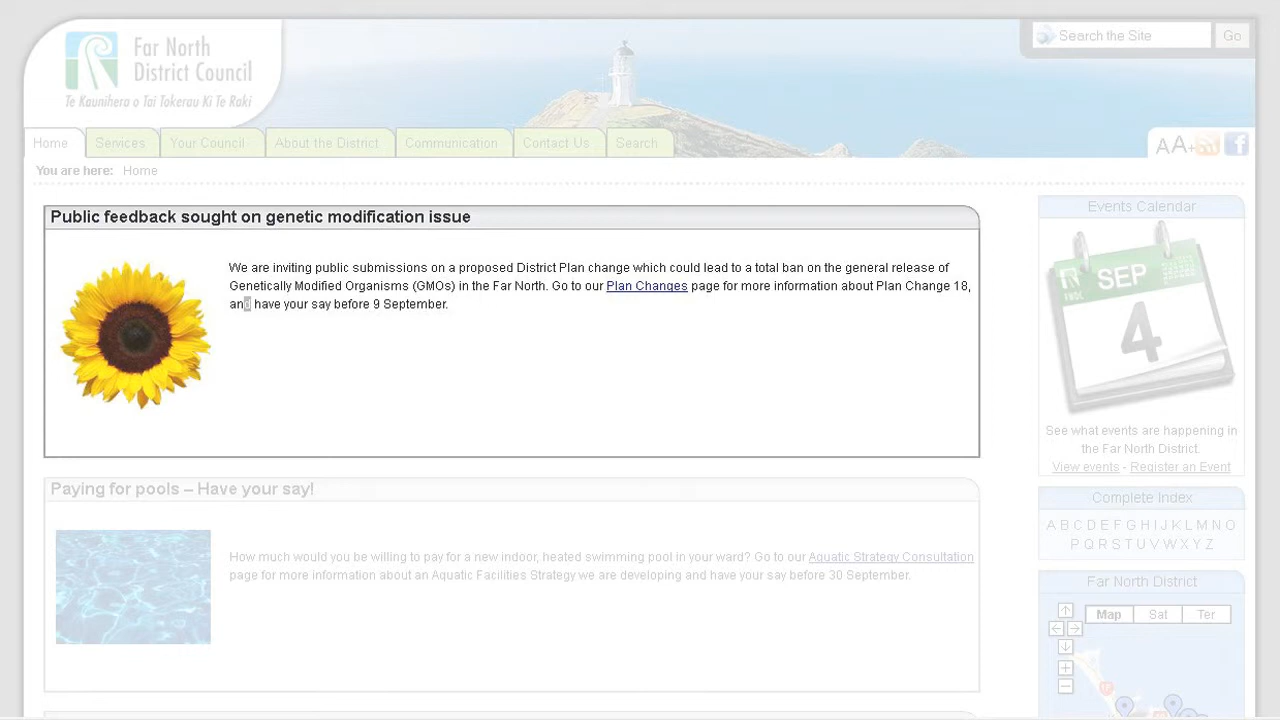 Far North
District Council
Te Kaunihera o Tai Tokerau Ki Te Raki
Search the Site
Go
Home
Services
Your Council
About the District
Communication
Contact Us
Search
AA+
f
You are here: Home
Public feedback sought on genetic modification issue
We are inviting public submissions on a proposed District Plan change which could lead to a total ban on the general release of
Genetically Modified Organisms (GMOs) in the Far North. Go to our Plan Changes page for more information about Plan Change 18,
and have your say before 9 September.
Paying for pools – Have your say!
How much would you be willing to pay for a new indoor, heated swimming pool in your ward? Go to our Aquatic Strategy Consultation
page for more information about an Aquatic Facilities Strategy we are developing and have your say before 30 September.
Events Calendar
FNDC
SEP
4
See what events are happening in
the Far North District.
View events - Register an Event
Complete Index
A B C D E F G H I J K L M N O
P Q R S T U V W X Y Z
Far North District
Map
Sat
Ter